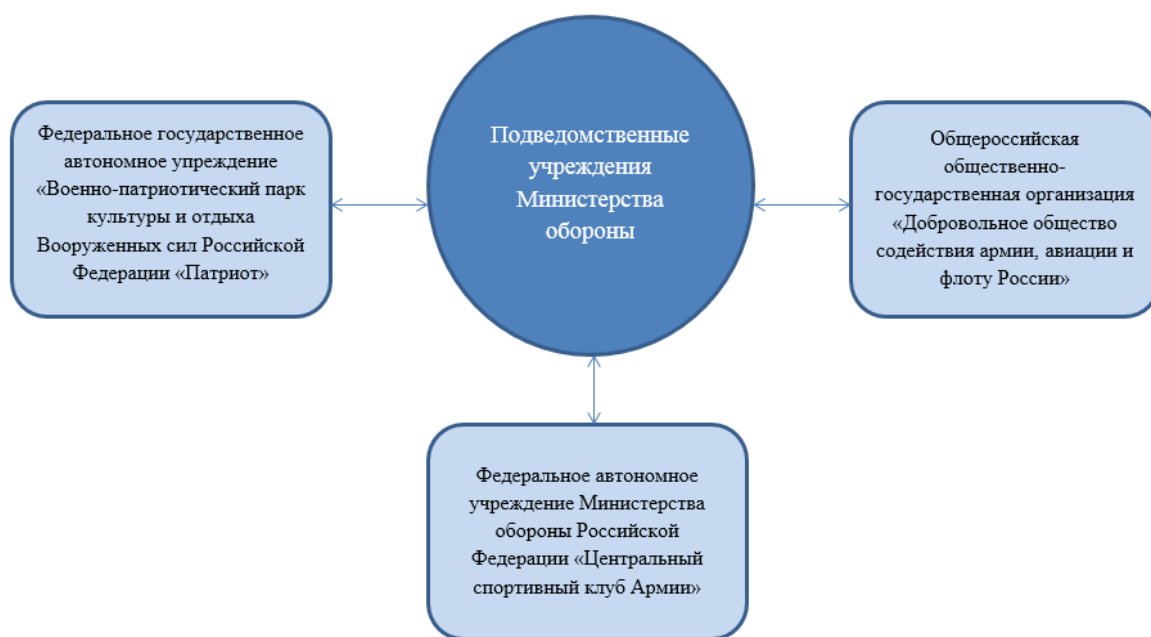 Подведомственные
учреждения
Министерства
обороны
Федеральное государственное
автономное упреждение
«Военно-патриотический парк
культуры и отдыха
Вооруженных сил Российской
Федерации «Патриот»
Общероссийская
общественно-
государственная организация
«Добровольное общество
содействия армии, авиации и
флоту России»
Федеральное автономное
учреждение Министерства
обороны Российской
Федерации «Центральный
спортивный клуб Армии»